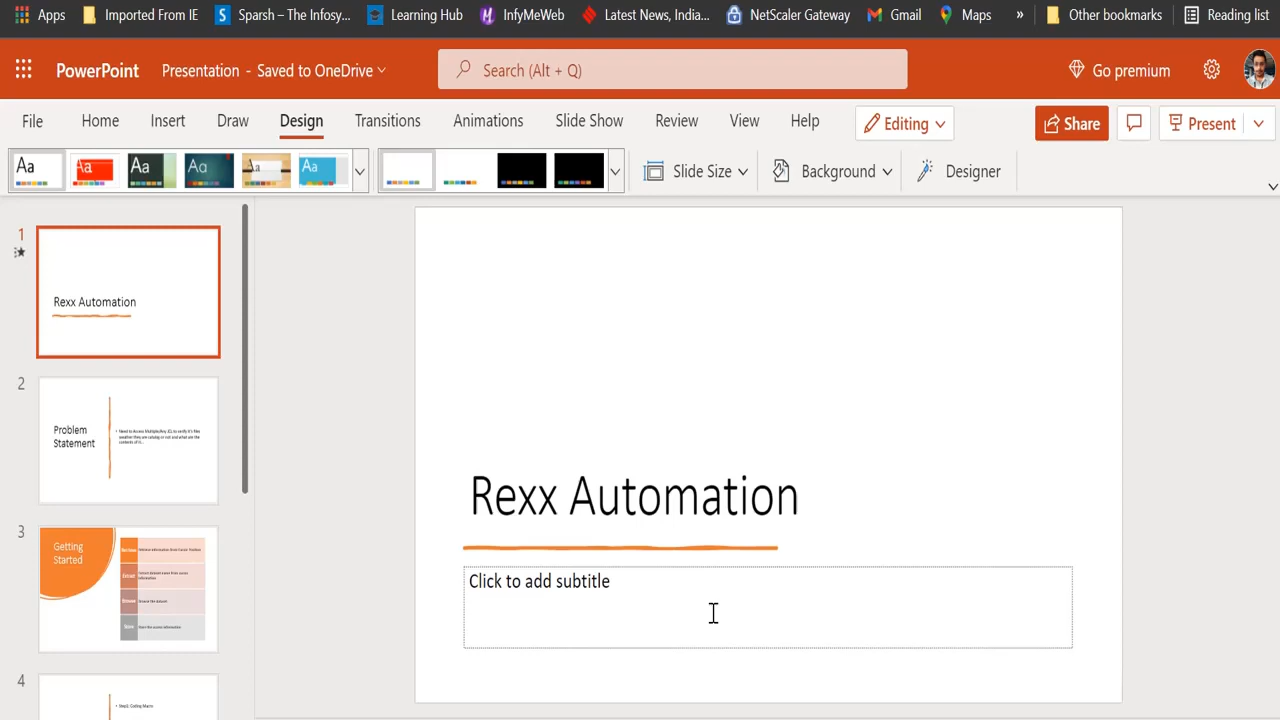 Apps Imported From IE Sparsh – The Infosy... Learning Hub InfyMeWeb Latest News, India... NetScaler Gateway Gmail Maps » Other bookmarks Reading list
PowerPoint Presentation - Saved to OneDrive Search (Alt + Q) Go premium
File Home Insert Draw Design Transitions Animations Slide Show Review View Help Editing Share Present
Aa Aa Aa Aa Aa Aa Slide Size Background Designer
1
Rexx Automation
2
Problem
Statement
3
Getting
Started
4
• Step1: Coding Macro
Rexx Automation
Click to add subtitle